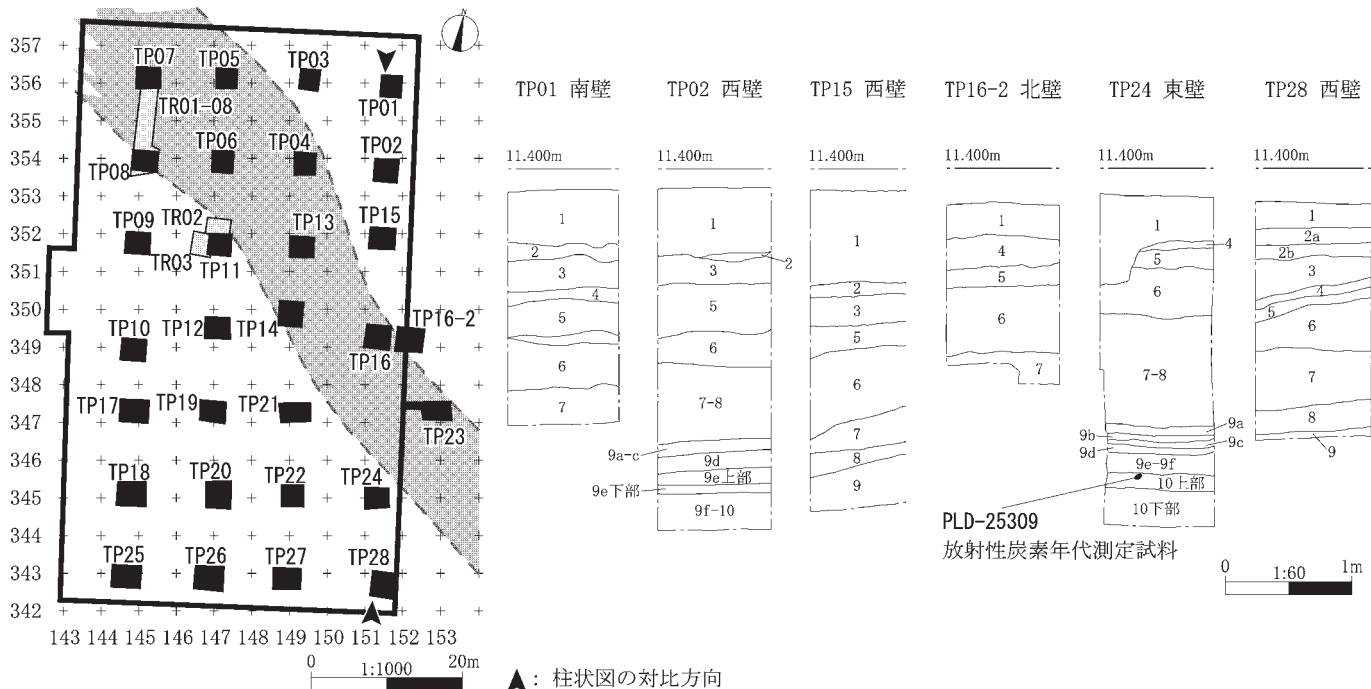 357
356
355
354
353
352
351
350
349
348
347
346
345
344
343
342
143 144 145 146 147 148 149 150 151 152 153
N
TP07
TP05
TP03
TP01
TR01-08
TP06
TP04
TP02
TP08
TP09
TR02
TP13
TP15
TR03
TP11
TP10
TP12
TP14
TP16-2
TP16
TP17
TP19
TP21
TP23
TP18
TP20
TP22
TP24
TP25
TP26
TP27
TP28
0 1:1000 20m
▲: 柱状図の対比方向
TP01 南壁
11.400m
1
2
3
4
5
6
7
TP02 西壁
11.400m
1
2
3
5
6
7-8
9a-c
9d
9e上部
9e下部
9f-10
TP15 西壁
1
2
3
5
6
7
8
9
TP16-2 北壁
11.400m
1
4
5
6
7
TP24 東壁
11.400m
1
4
5
6
7-8
9a
9b
9c
9d
9e-9f
10上部
10下部
PLD-25309
放射性炭素年代測定試料
TP28 西壁
11.400m
1
2a
2b
3
4
5
6
7
8
9
0 1:60 1m